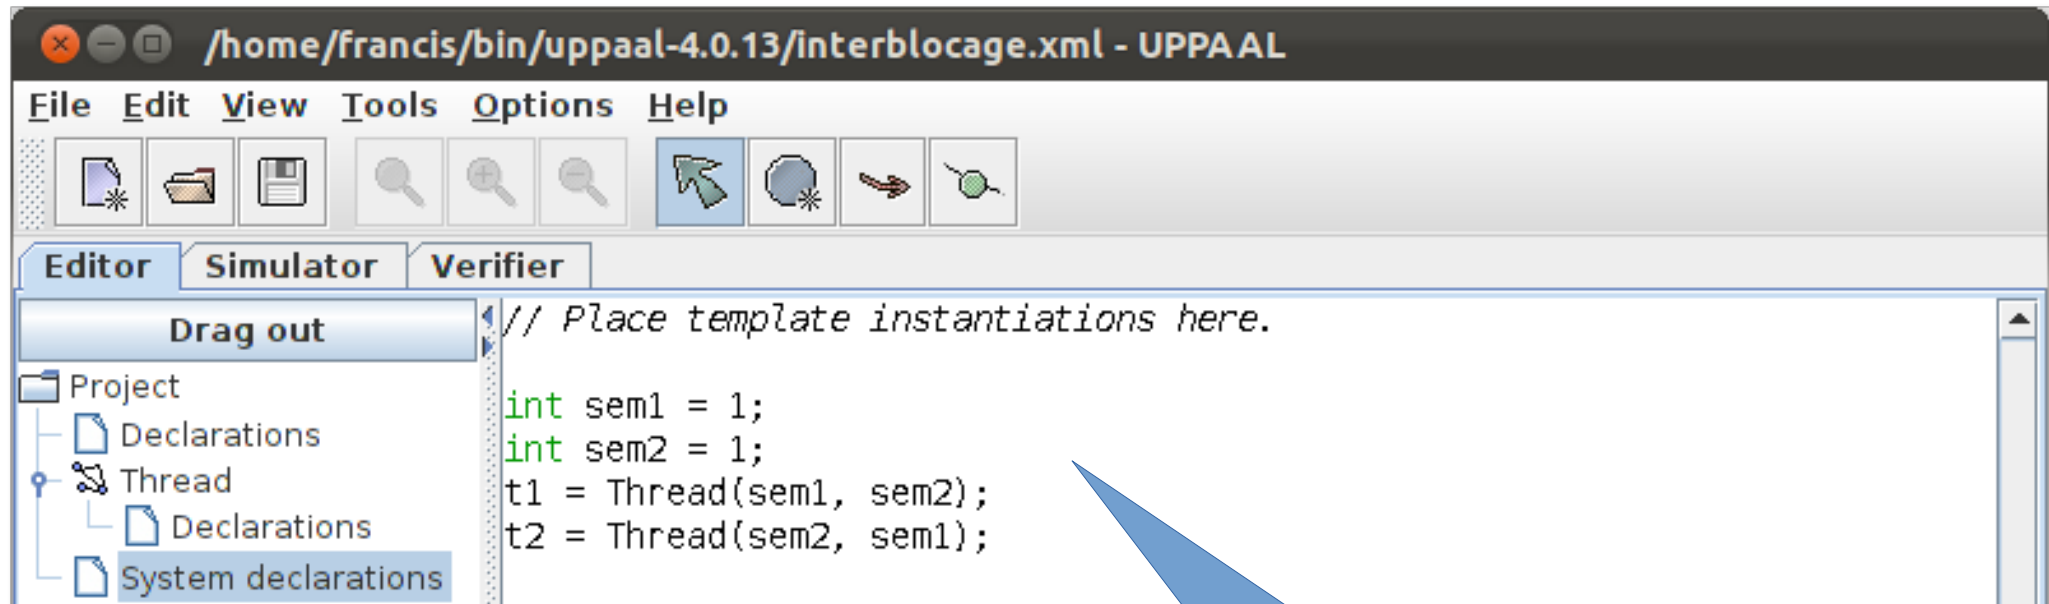 /home/francis/bin/uppaal-4.0.13/interblocage.xml - UPPAAL
File Edit View Tools Options Help
Editor Simulator Verifier
Drag out
Project
Declarations
Thread
Declarations
System declarations
// Place template instantiations here.
int sem1 = 1;
int sem2 = 1;
t1 = Thread(sem1, sem2);
t2 = Thread(sem2, sem1);